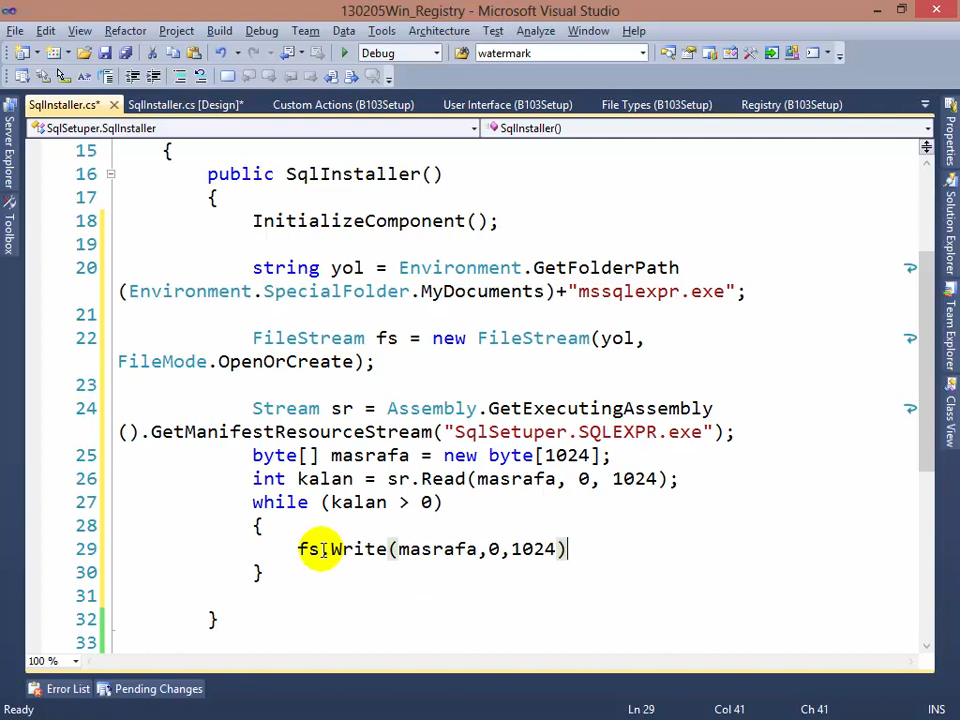 130205Win_Registry - Microsoft Visual Studio
File Edit View Refactor Project Build Debug Team Data Tools Architecture Test Analyze Window Help
Debug watermark
SqlInstaller.cs* SqlInstaller.cs [Design]* Custom Actions (B103Setup) User Interface (B103Setup) File Types (B103Setup) Registry (B103Setup)
SqlSetuper.SqlInstaller SqlInstaller()
15 {
16 public SqlInstaller()
17 {
18 InitializeComponent();
19
20 string yol = Environment.GetFolderPath
(Environment.SpecialFolder.MyDocuments)+"mssqlexpr.exe";
21
22 FileStream fs = new FileStream(yol,
FileMode.OpenOrCreate);
23
24 Stream sr = Assembly.GetExecutingAssembly
().GetManifestResourceStream("SqlSetuper.SQLEXPR.exe");
25 byte[] masrafa = new byte[1024];
26 int kalan = sr.Read(masrafa, 0, 1024);
27 while (kalan > 0)
28 {
29 fs.Write(masrafa,0,1024)
30 }
31
32 }
33
100 %
Error List Pending Changes
Ready Ln 29 Col 41 Ch 41 INS
Server Explorer
Toolbox
Properties
Solution Explorer
Team Explorer
Class View